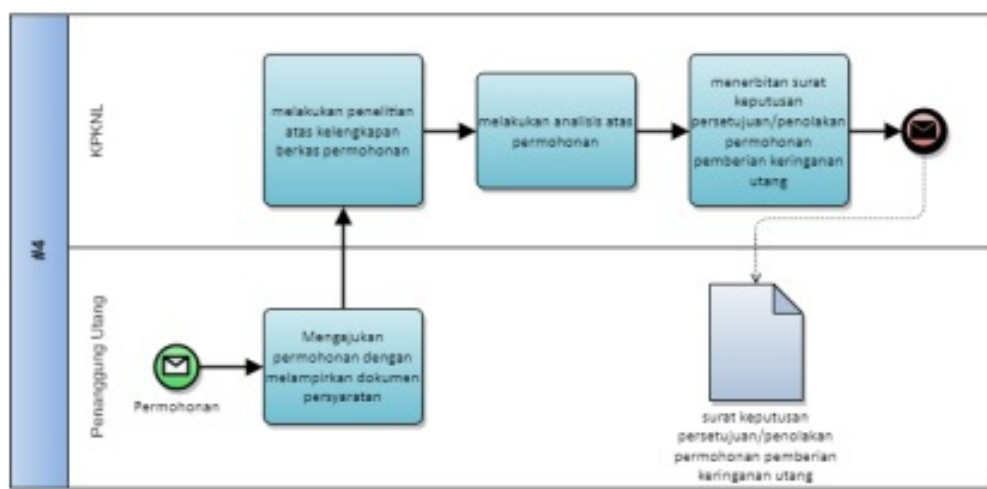 #4
KPKNL
melakukan penelitian
atas kelengkapan
berkas permohonan
melakukan analisis atas
permohonan
menerbitan surat
keputusan
persetujuan/penolakan
permohonan
pemberian keringanan
utang
Penanggung Utang
Permohonan
Mengajukan
permohonan dengan
melampirkan dokumen
persyaratan
surat keputusan
persetujuan/penolakan
permohonan pemberian
keringanan utang